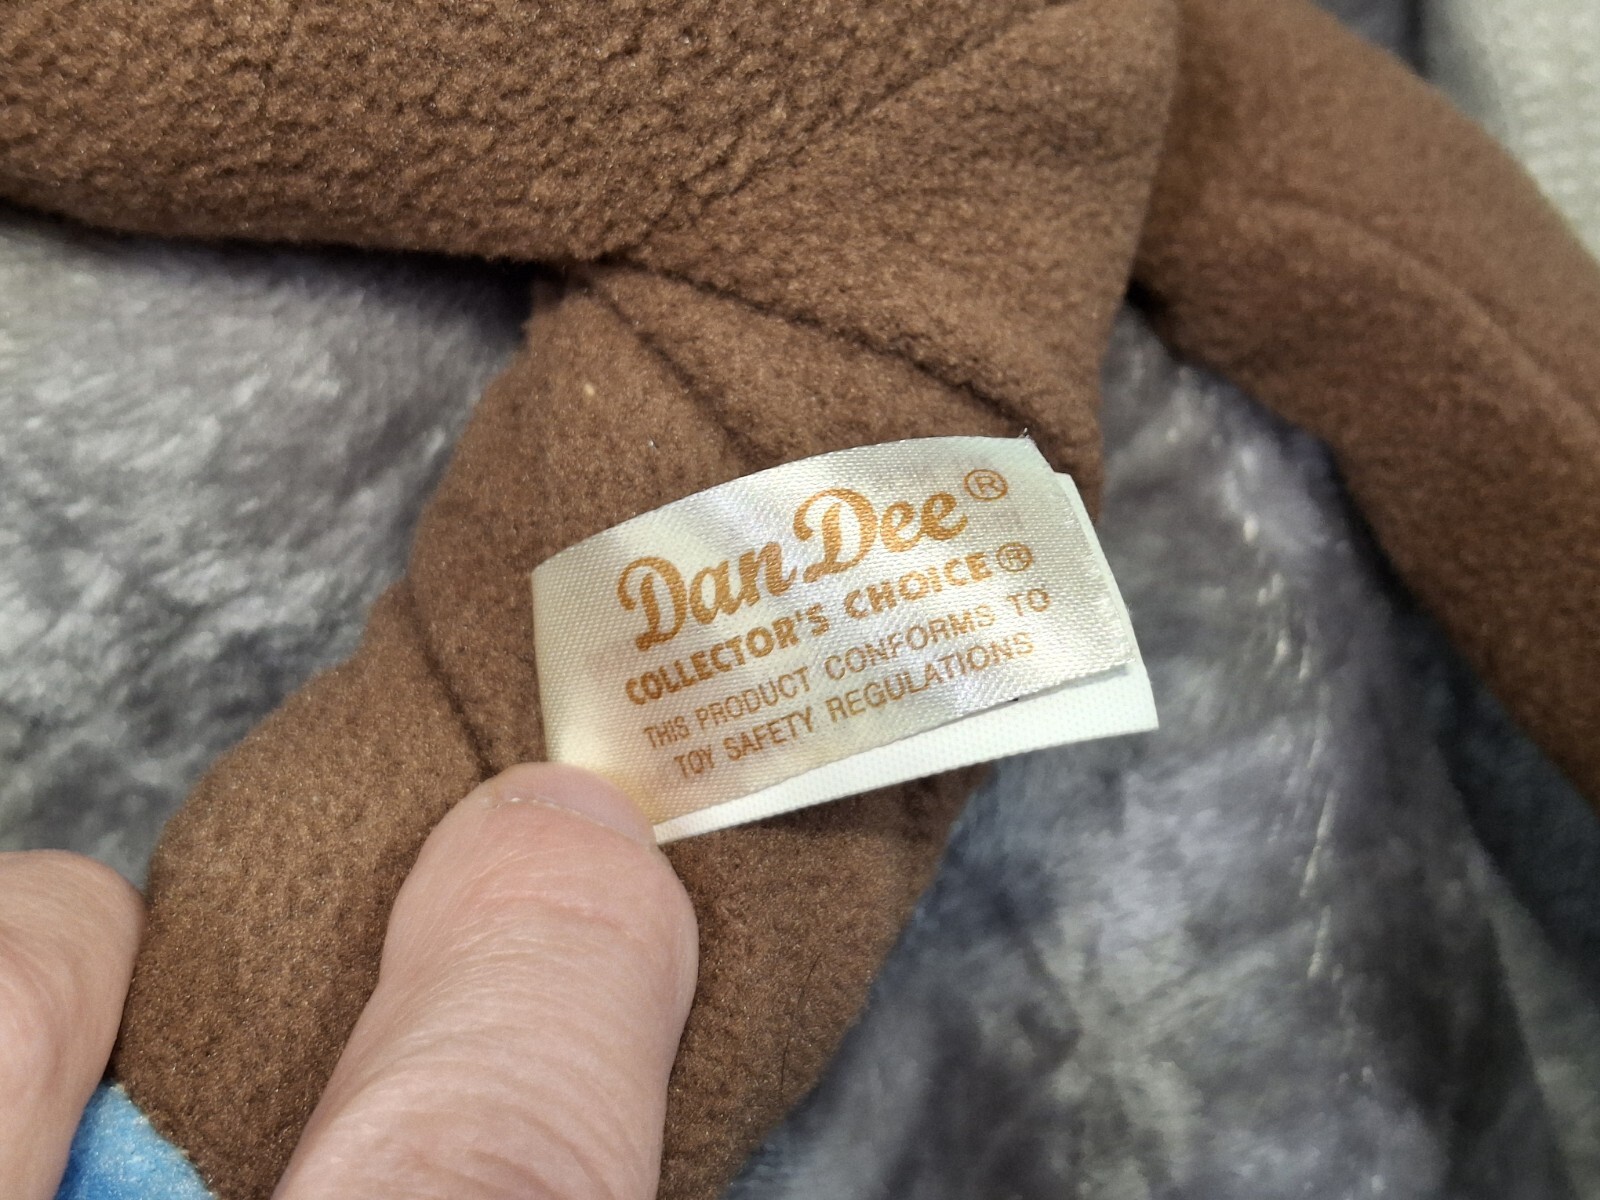 Dan Dee®
COLLECTOR'S CHOICE®
THIS PRODUCT CONFORMS TO
TOY SAFETY REGULATIONS